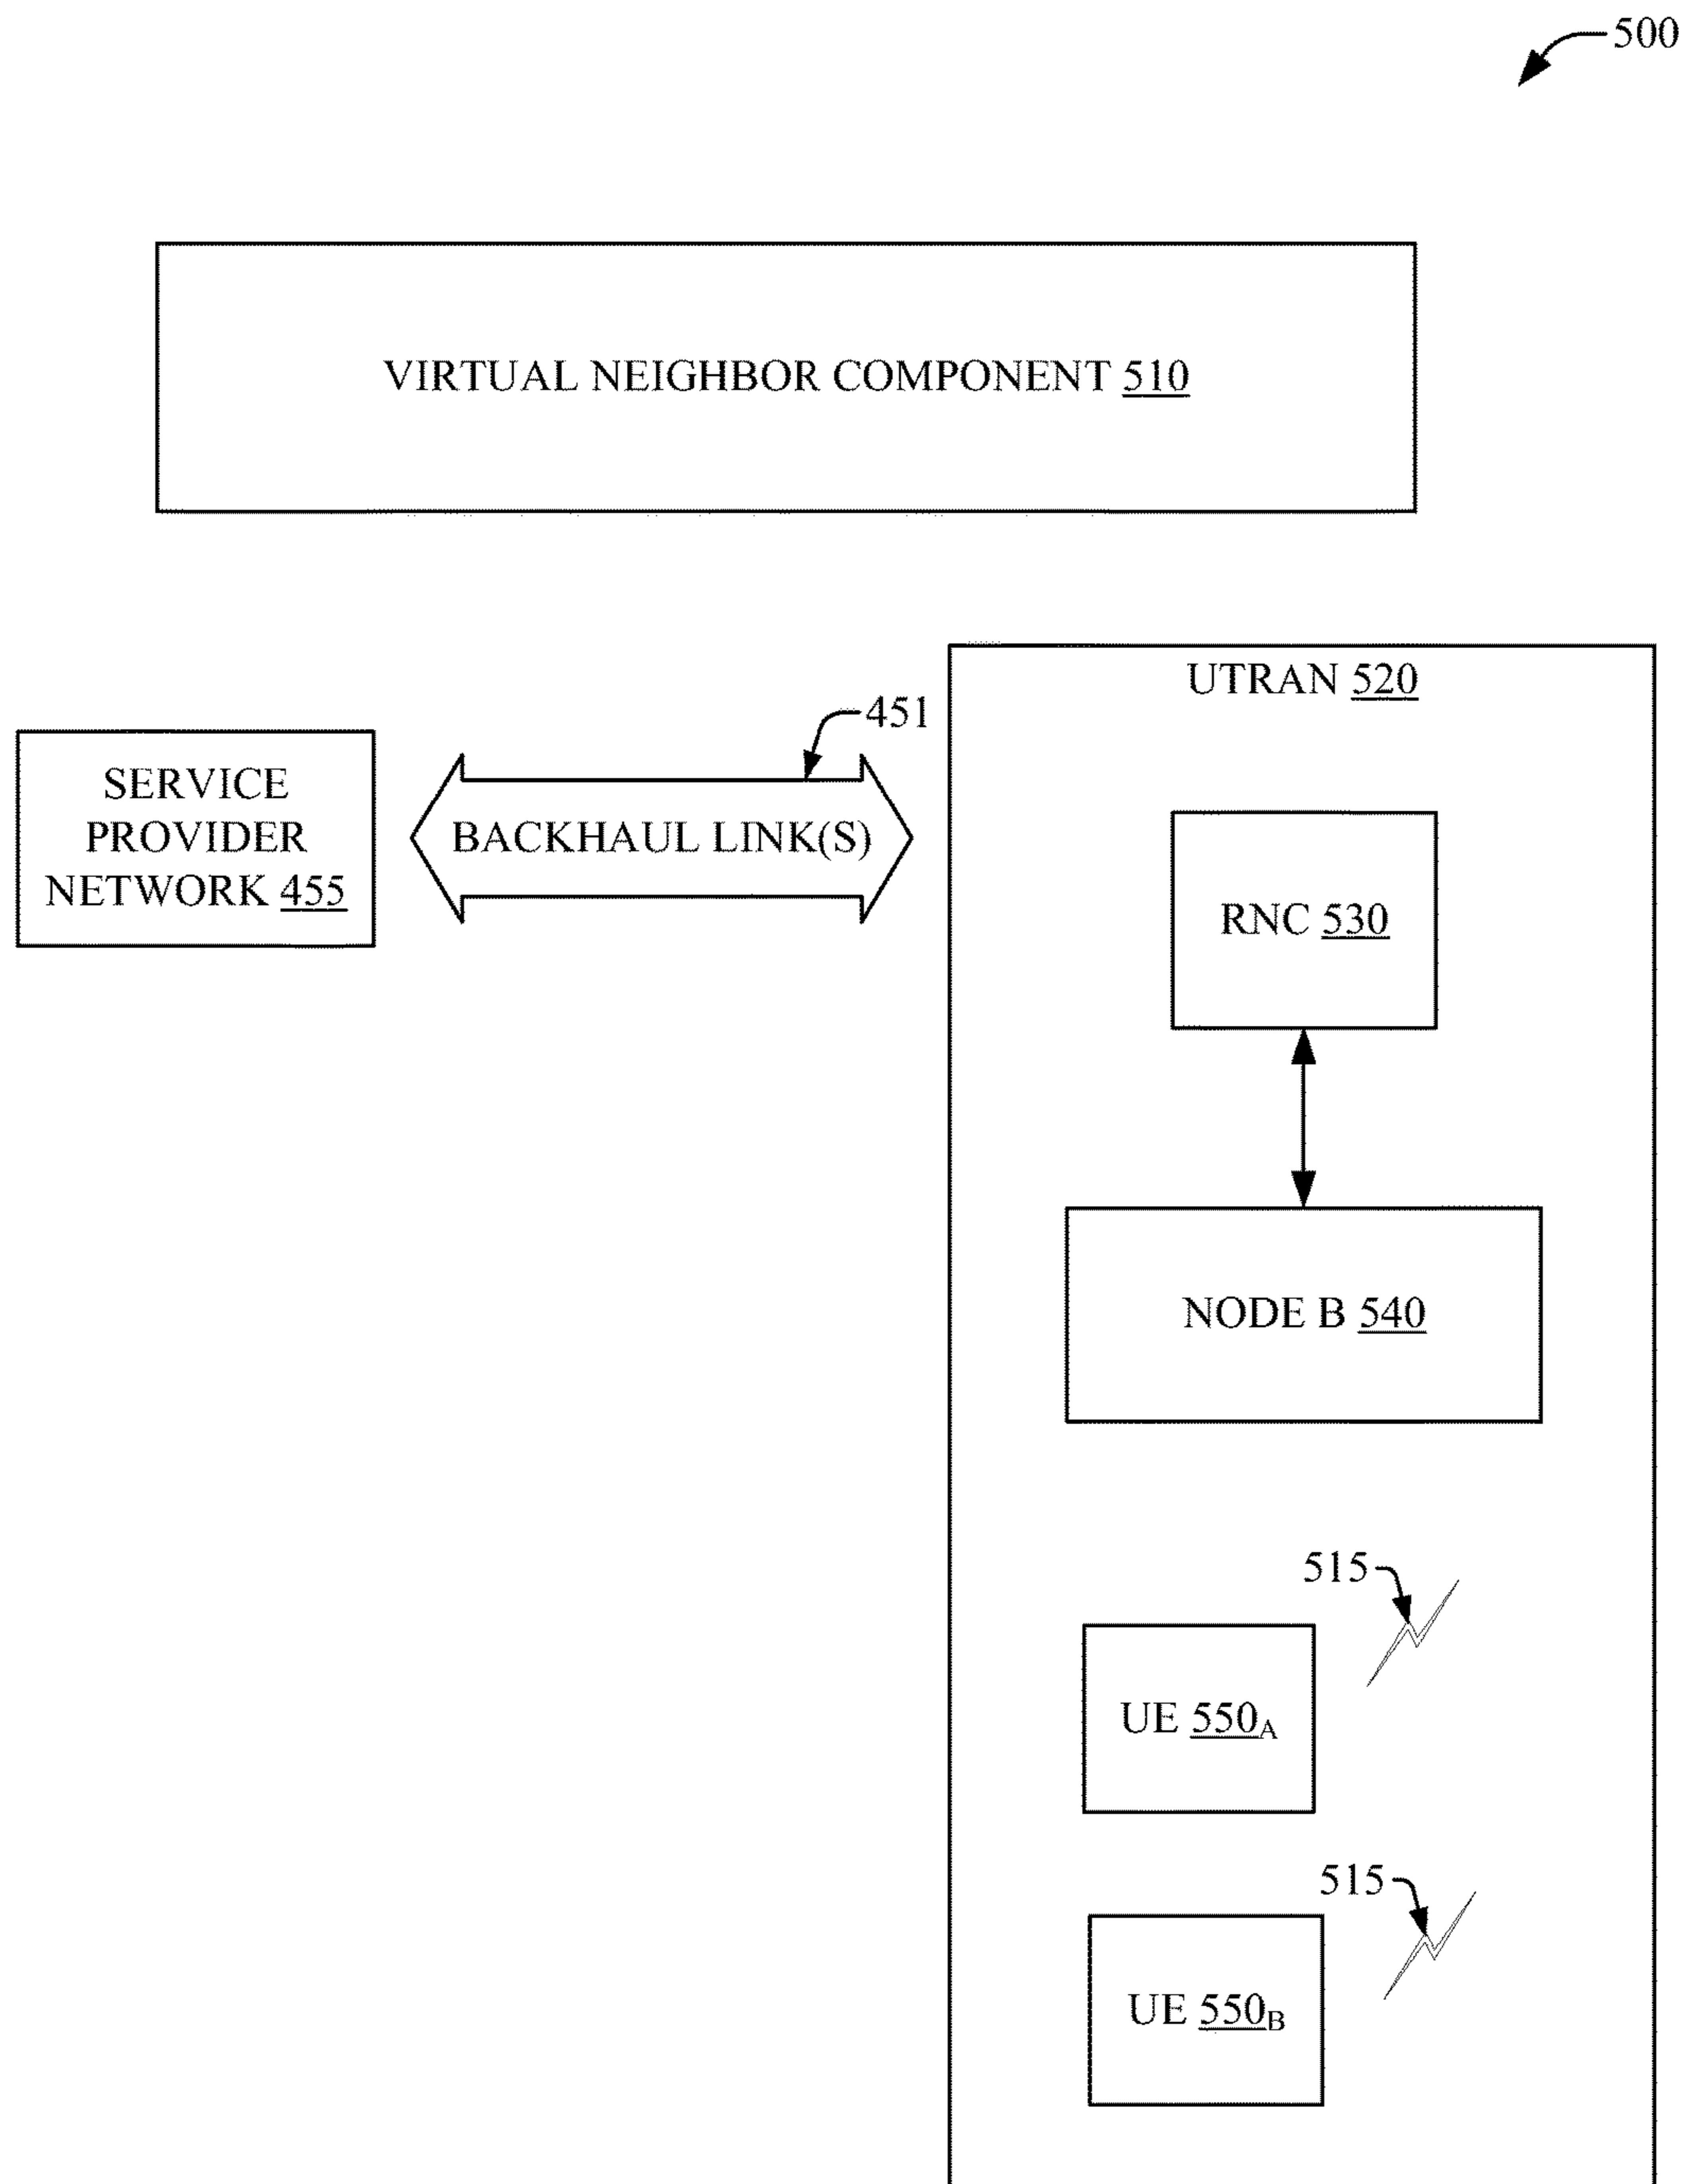 500
VIRTUAL NEIGHBOR COMPONENT 510
UTRAN 520
451
SERVICE
PROVIDER
NETWORK 455
BACKHAUL LINK(S)
RNC 530
NODE B 540
515
UE 550A
515
UE 550B